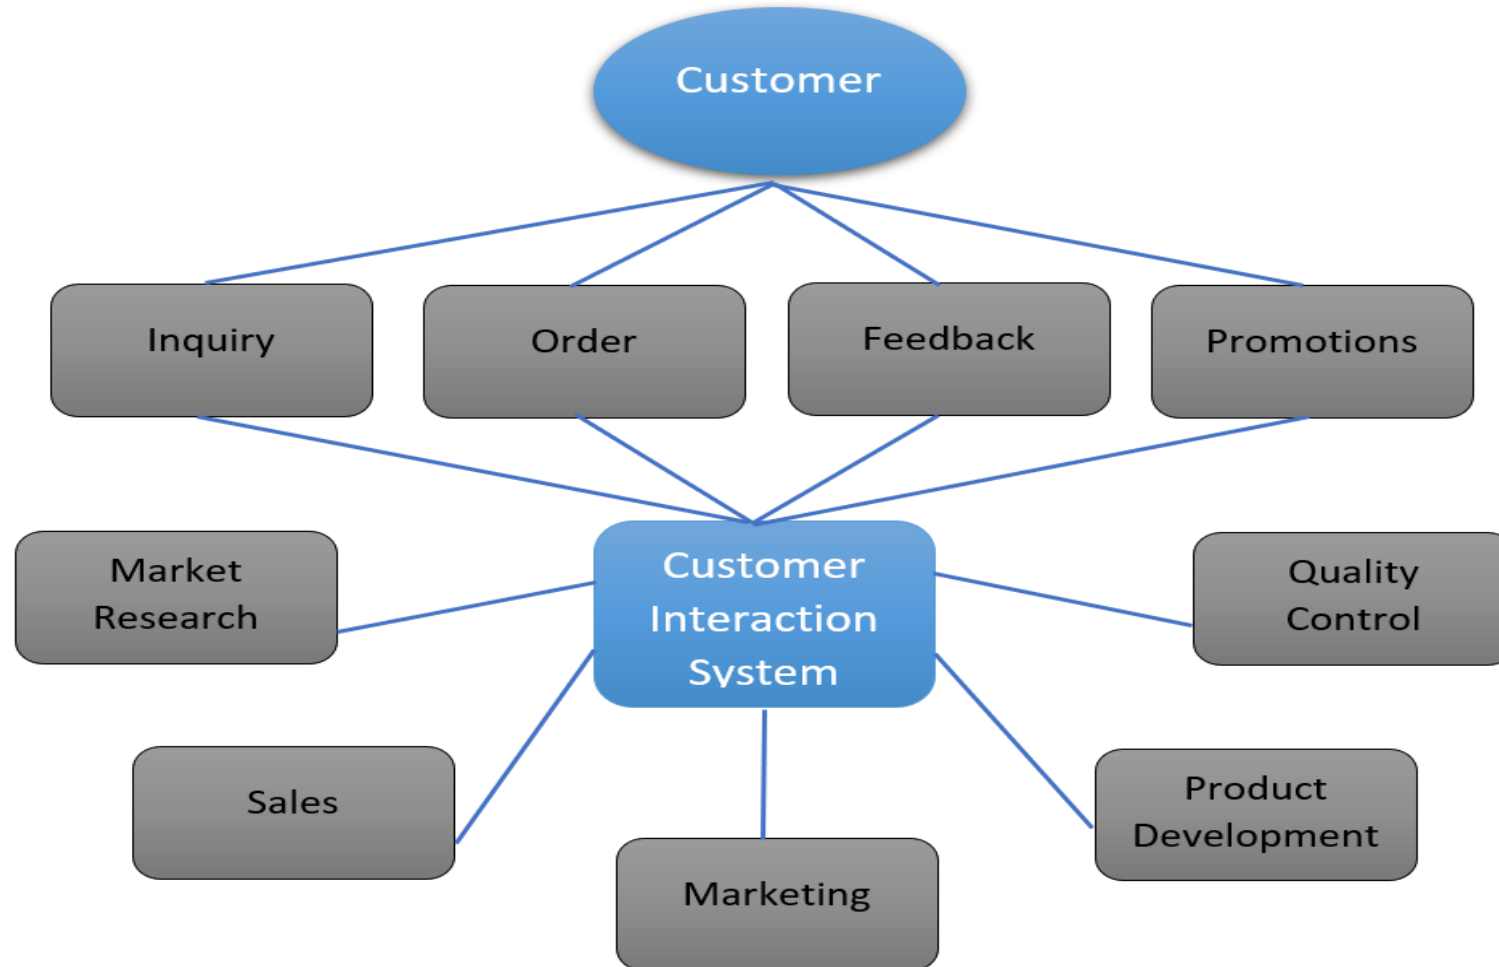 Customer
Inquiry
Order
Feedback
Promotions
Market
Research
Customer
Interaction
System
Quality
Control
Sales
Marketing
Product
Development